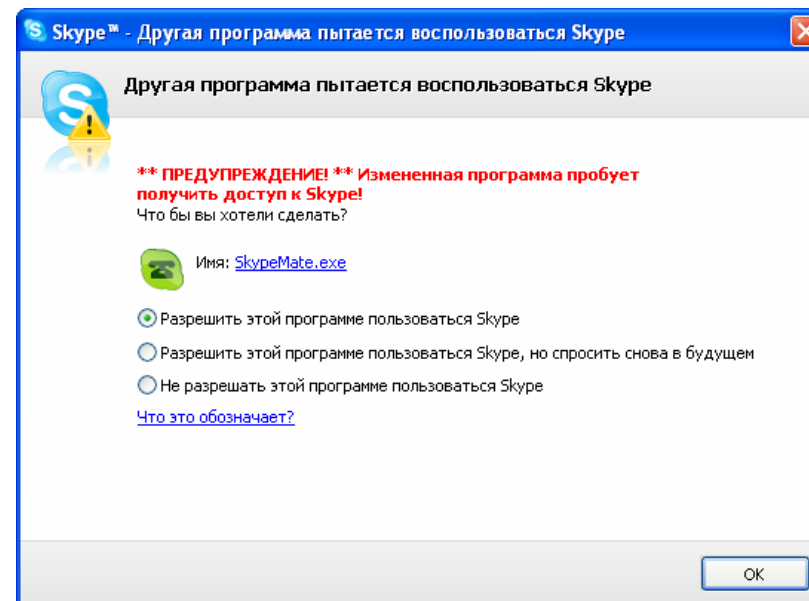 Skype™ - Другая программа пытается воспользоваться Skype
Другая программа пытается воспользоваться Skype
** ПРЕДУПРЕЖДЕНИЕ! ** Измененная программа пробует
получить доступ к Skype!
Что бы вы хотели сделать?
Имя: SkypeMate.exe
Разрешить этой программе пользоваться Skype
Разрешить этой программе пользоваться Skype, но спросить снова в будущем
Не разрешать этой программе пользоваться Skype
Что это обозначает?
ОК